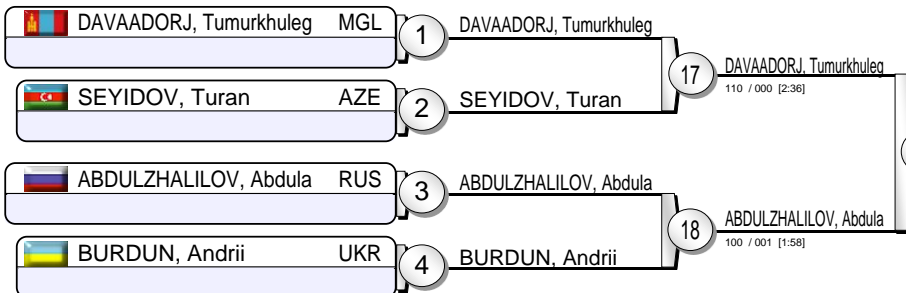 DAVAADORJ, Tumurkhuleg MGL
1
DAVAADORJ, Tumurkhuleg
17
DAVAADORJ, Tumurkhuleg
110 / 000 [2:36]
SEYIDOV, Turan AZE
2
SEYIDOV, Turan
ABDULZHALILOV, Abdula RUS
3
ABDULZHALILOV, Abdula
18
ABDULZHALILOV, Abdula
100 / 001 [1:58]
BURDUN, Andrii UKR
4
BURDUN, Andrii